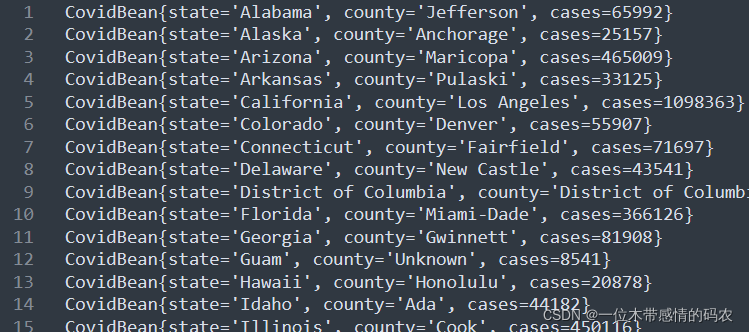 1 CovidBean{state='Alabama', county='Jefferson', cases=65992}
2 CovidBean{state='Alaska', county='Anchorage', cases=25157}
3 CovidBean{state='Arizona', county='Maricopa', cases=465009}
4 CovidBean{state='Arkansas', county='Pulaski', cases=33125}
5 CovidBean{state='California', county='Los Angeles', cases=1098363}
6 CovidBean{state='Colorado', county='Denver', cases=55907}
7 CovidBean{state='Connecticut', county='Fairfield', cases=71697}
8 CovidBean{state='Delaware', county='New Castle', cases=43541}
9 CovidBean{state='District of Columbia', county='District of Columbi
10 CovidBean{state='Florida', county='Miami-Dade', cases=366126}
11 CovidBean{state='Georgia', county='Gwinnett', cases=81908}
12 CovidBean{state='Guam', county='Unknown', cases=8541}
13 CovidBean{state='Hawaii', county='Honolulu', cases=20878}
14 CovidBean{state='Idaho', county='Ada', cases=44182}
15 CovidBean{state='Illinois', county='Cook', cases=450116}
CSDN @一位木带感情的码农